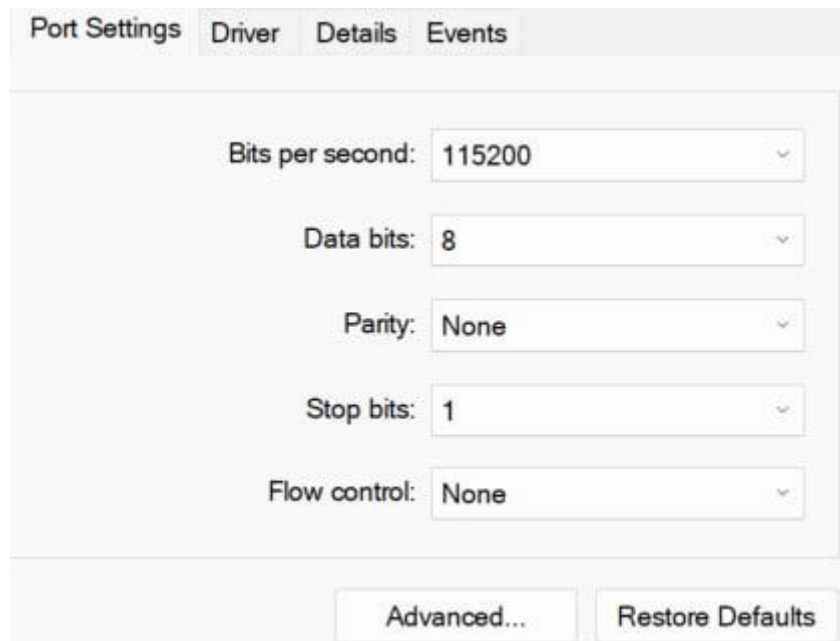 Port Settings Driver Details Events
Bits per second: 115200
Data bits: 8
Parity: None
Stop bits: 1
Flow control: None
Advanced... Restore Defaults